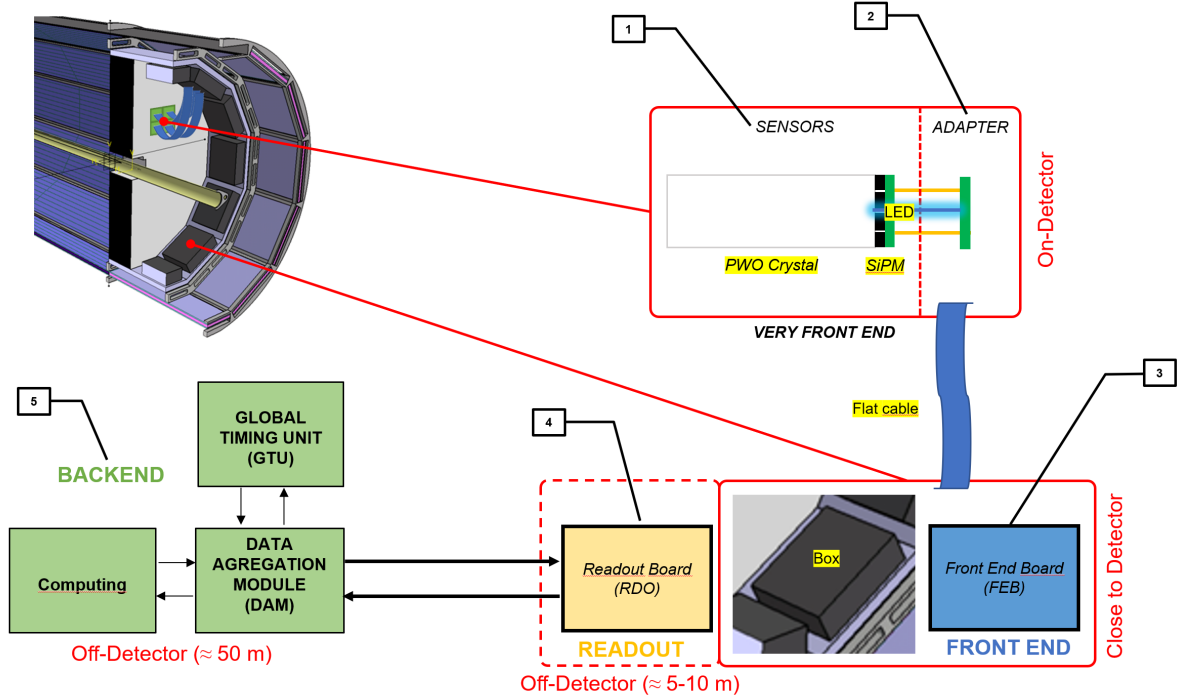 1
2
SENSORS
ADAPTER
LED
PWO Crystal
SiPM
On-Detector
VERY FRONT END
3
Flat cable
5
4
GLOBAL
TIMING UNIT
(GTU)
BACKEND
Computing
DATA
AGREGATION
MODULE
(DAM)
Readout Board
(RDO)
READOUT
Box
Front End Board
(FEB)
FRONT END
Close to Detector
Off-Detector (≈ 50 m)
Off-Detector (≈ 5-10 m)